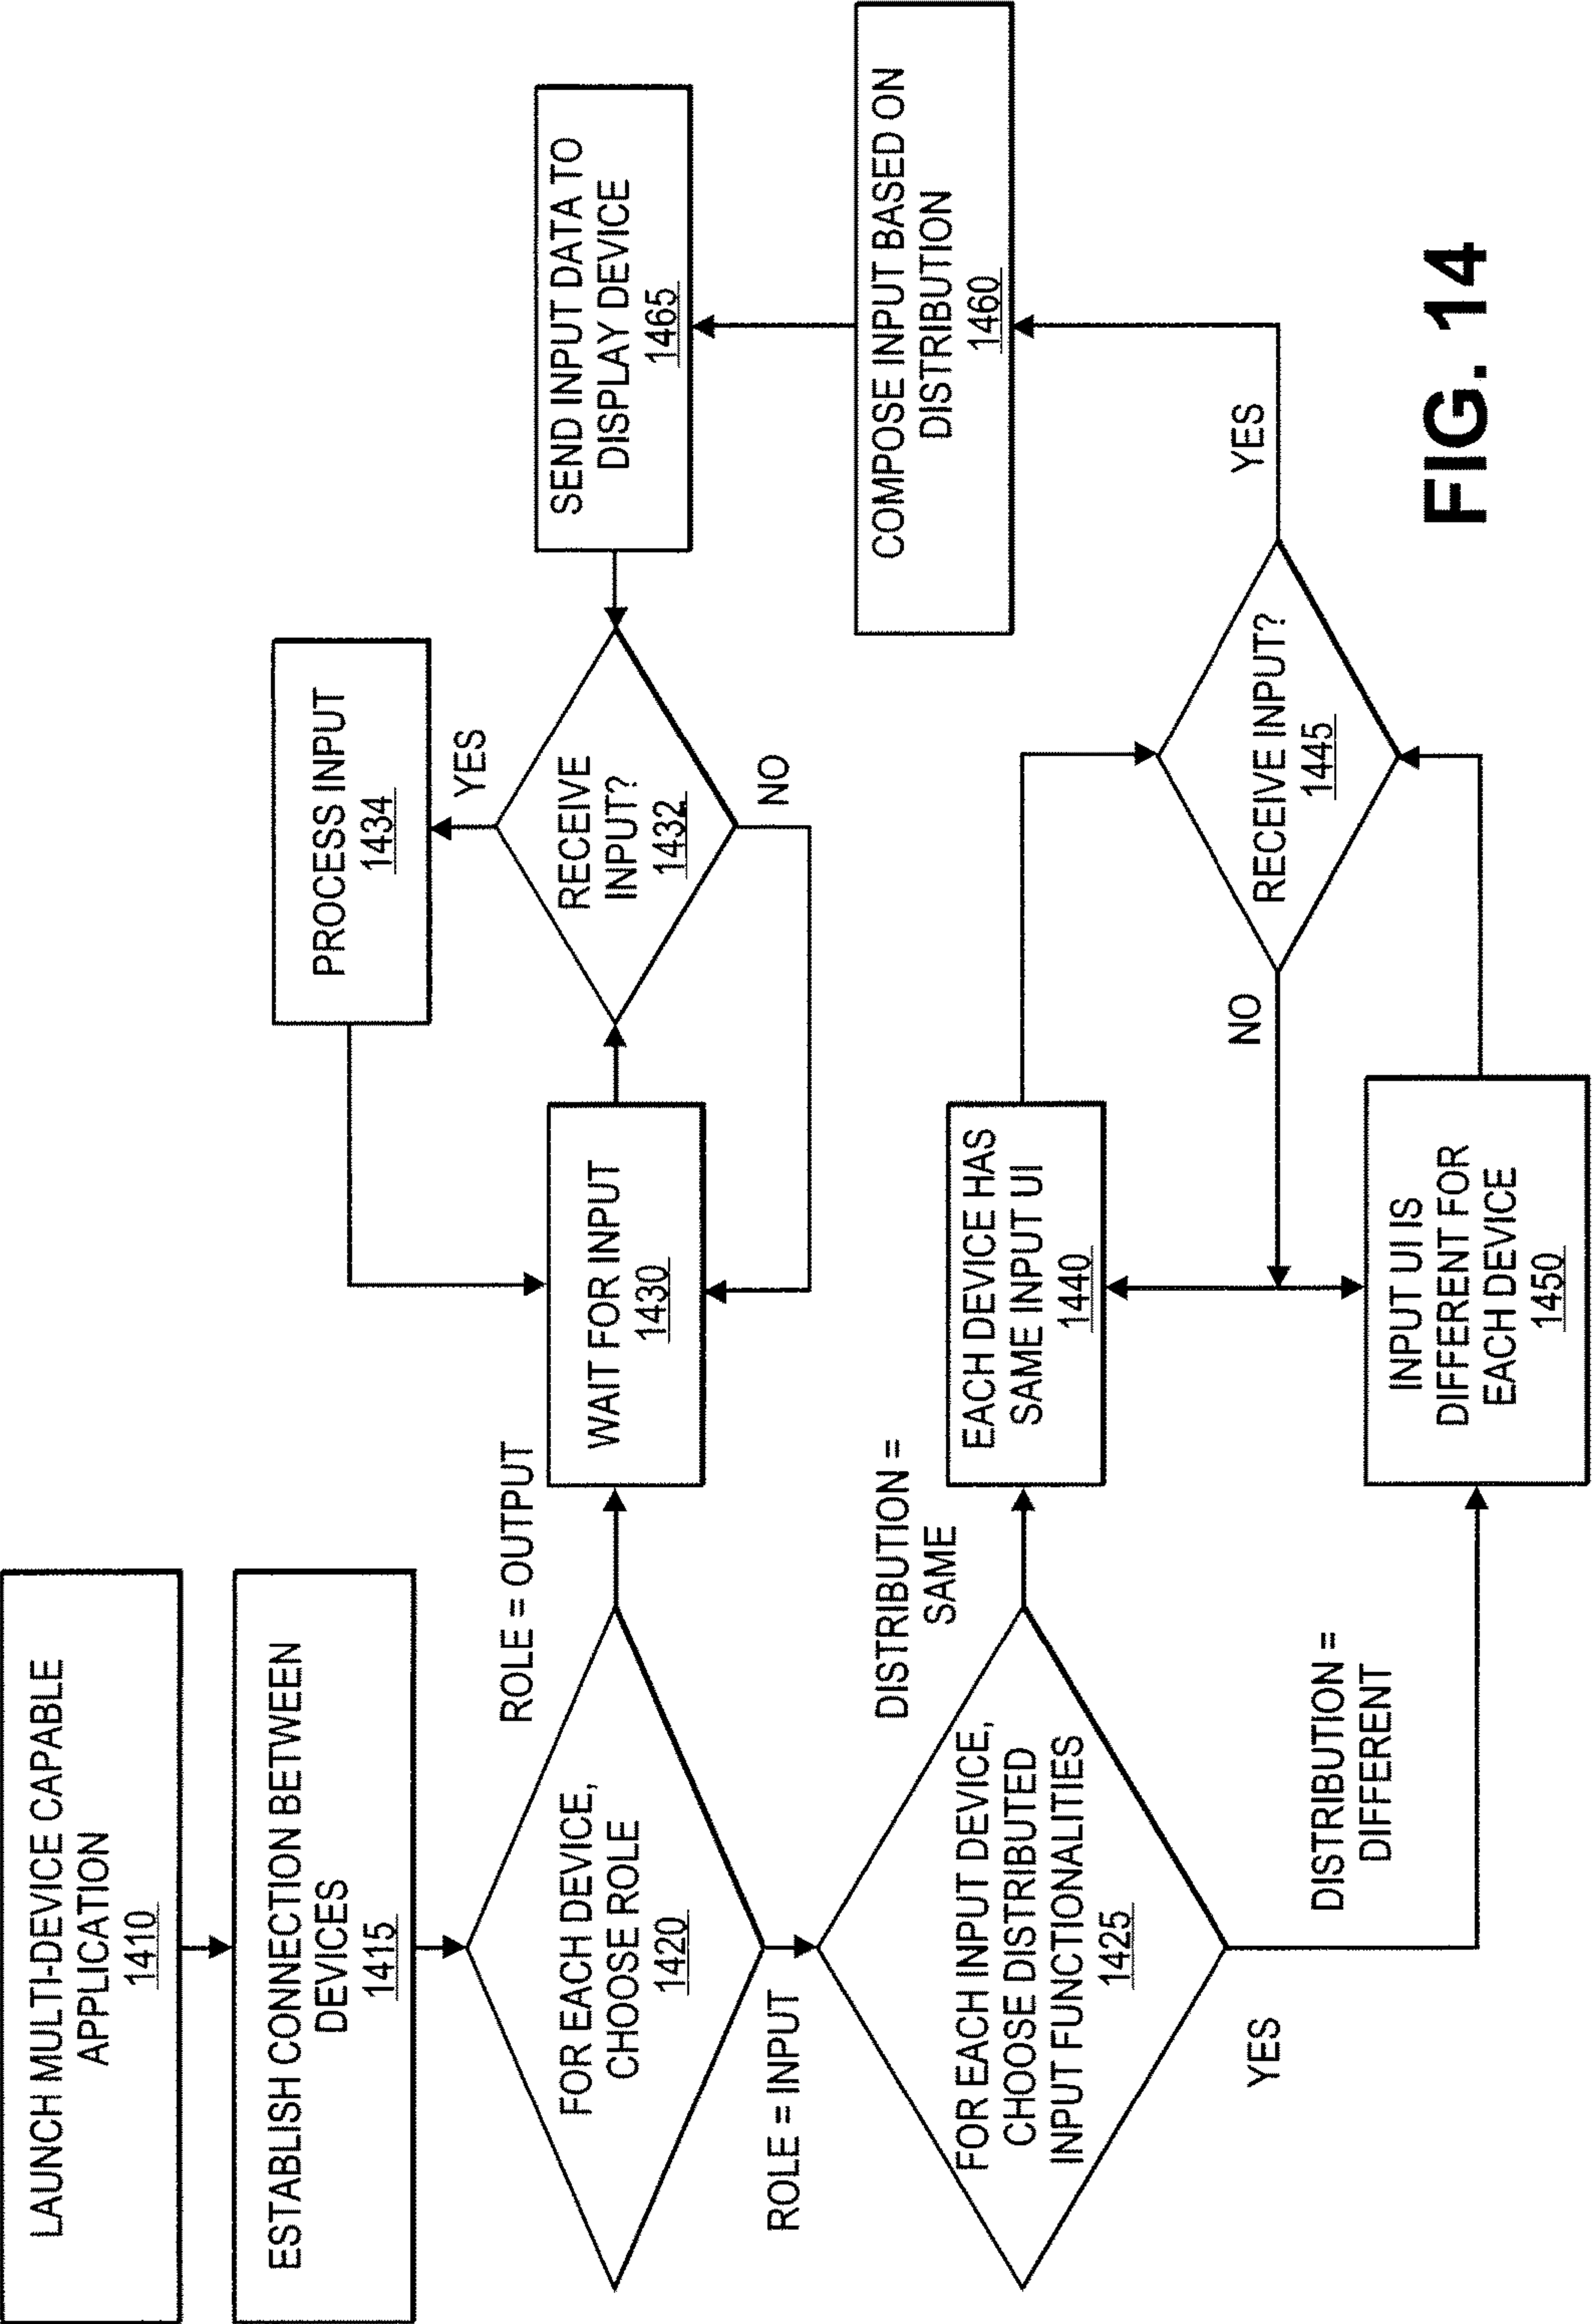 LAUNCH MULTI-DEVICE CAPABLE
APPLICATION
1410
ESTABLISH CONNECTION BETWEEN
DEVICES
1415
FOR EACH DEVICE,
CHOOSE ROLE
1420
ROLE = OUTPUT
WAIT FOR INPUT
1430
RECEIVE
INPUT?
1432
YES
NO
PROCESS INPUT
1434
SEND INPUT DATA TO
DISPLAY DEVICE
1465
ROLE = INPUT
FOR EACH INPUT DEVICE,
CHOOSE DISTRIBUTED
INPUT FUNCTIONALITIES
1425
DISTRIBUTION =
SAME
EACH DEVICE HAS
SAME INPUT UI
1440
COMPOSE INPUT BASED ON
DISTRIBUTION
1460
NO
RECEIVE INPUT?
1445
YES
YES
DISTRIBUTION =
DIFFERENT
INPUT UI IS
DIFFERENT FOR
EACH DEVICE
1450
FIG. 14